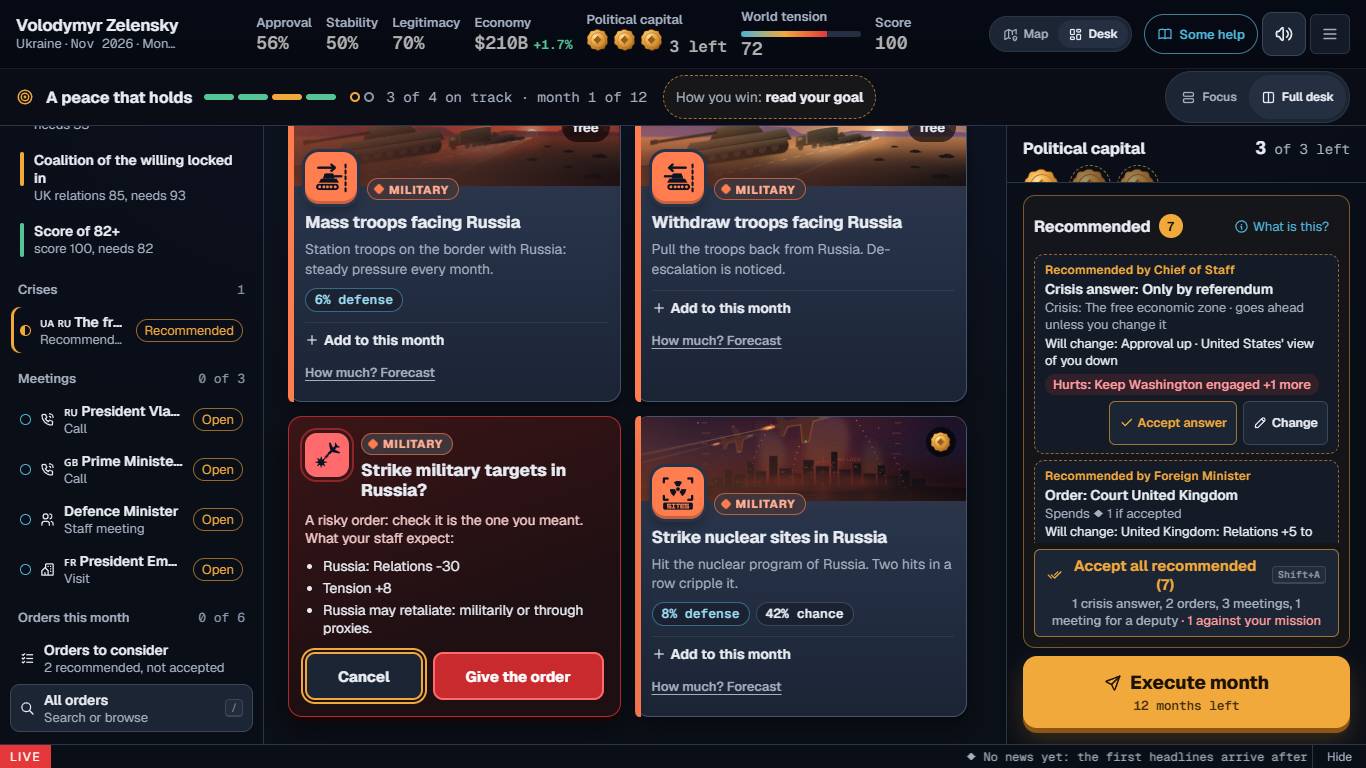 Volodymyr Zelensky
Ukraine · Nov 2026 · Mon…
Approval
56%
Stability
50%
Legitimacy
70%
Economy
$210B +1.7%
Political capital
3 left
World tension
72
Score
100
Map
Desk
Some help
A peace that holds
3 of 4 on track · month 1 of 12
How you win: read your goal
Focus
Full desk
Coalition of the willing locked
in
UK relations 85, needs 93
Score of 82+
score 100, needs 82
Crises
1
UA RU The fr…
Recommend…
Recommended
Meetings
0 of 3
RU President Vla…
Call
Open
GB Prime Ministe…
Call
Open
Defence Minister
Staff meeting
Open
FR President Em…
Visit
Open
Orders this month
0 of 6
Orders to consider
2 recommended, not accepted
All orders
Search or browse
/
free
MILITARY
Mass troops facing Russia
Station troops on the border with Russia:
steady pressure every month.
6% defense
Add to this month
How much? Forecast
free
MILITARY
Withdraw troops facing Russia
Pull the troops back from Russia. De-
escalation is noticed.
Add to this month
How much? Forecast
MILITARY
Strike military targets in
Russia?
A risky order: check it is the one you meant.
What your staff expect:
• Russia: Relations -30
• Tension +8
• Russia may retaliate: militarily or through
proxies.
Cancel
Give the order
MILITARY
Strike nuclear sites in Russia
Hit the nuclear program of Russia. Two hits in a
row cripple it.
8% defense
42% chance
Add to this month
How much? Forecast
Political capital
3 of 3 left
Recommended 7
What is this?
Recommended by Chief of Staff
Crisis answer: Only by referendum
Crisis: The free economic zone · goes ahead
unless you change it
Will change: Approval up · United States' view
of you down
Hurts: Keep Washington engaged +1 more
Accept answer
Change
Recommended by Foreign Minister
Order: Court United Kingdom
Spends ◆ 1 if accepted
Will change: United Kingdom: Relations +5 to
Accept all recommended
(7)
Shift+A
1 crisis answer, 2 orders, 3 meetings, 1
meeting for a deputy · 1 against your mission
Execute month
12 months left
LIVE
◆ No news yet: the first headlines arrive after
Hide